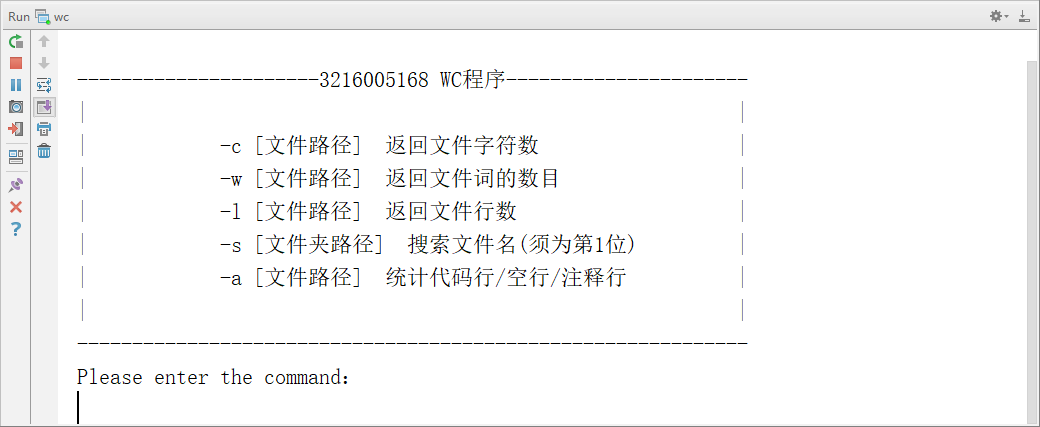 Run wc
----------------------3216005168 WC程序----------------------
| |
| -c [文件路径] 返回文件字符数 |
| -w [文件路径] 返回文件词的数目 |
| -l [文件路径] 返回文件行数 |
| -s [文件夹路径] 搜索文件名(须为第1位) |
| -a [文件路径] 统计代码行/空行/注释行 |
| |
-------------------------------------------------------------
Please enter the command: